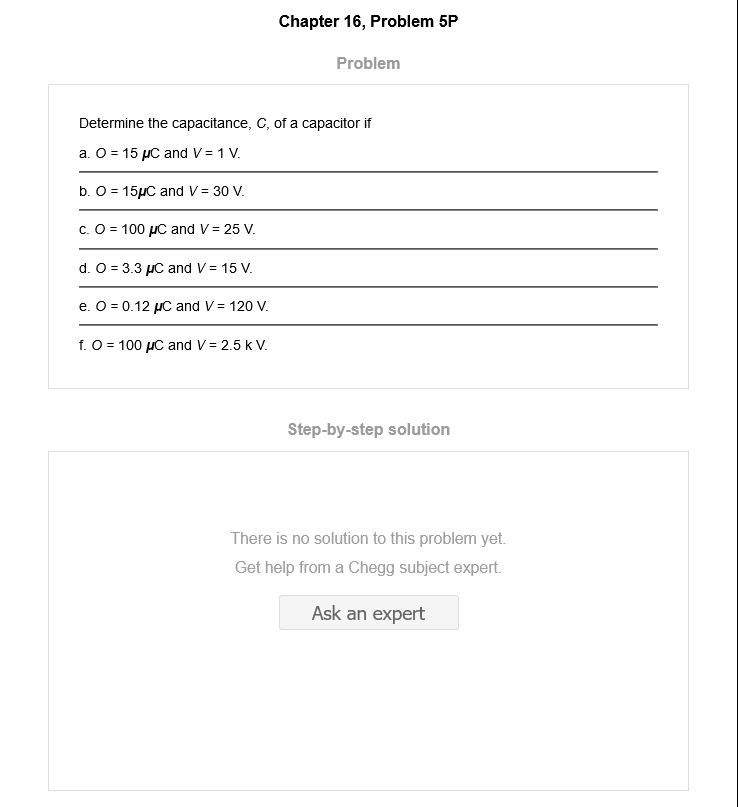 Chapter 16, Problem 5P
Problem
Determine the capacitance, C, of a capacitor if
a. O = 15 μC and V = 1 V.
b. O = 15μC and V = 30 V.
c. O = 100 μC and V = 25 V.
d. O = 3.3 μC and V = 15 V.
e. O = 0.12 μC and V = 120 V.
f. O = 100 μC and V = 2.5 k V.
Step-by-step solution
There is no solution to this problem yet.
Get help from a Chegg subject expert.
Ask an expert